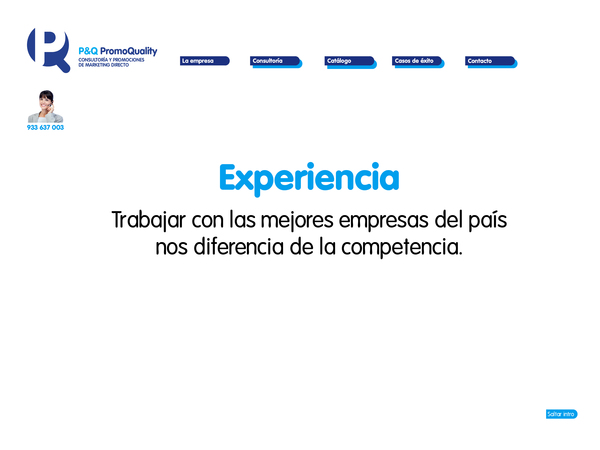 P&Q PromoQuality
CONSULTORÍA Y PROMOCIONES
DE MARKETING DIRECTO
La empresa
Consultoría
Catálogo
Casos de éxito
Contacto
933 637 003
Experiencia
Trabajar con las mejores empresas del país
nos diferencia de la competencia.
Saltar intro